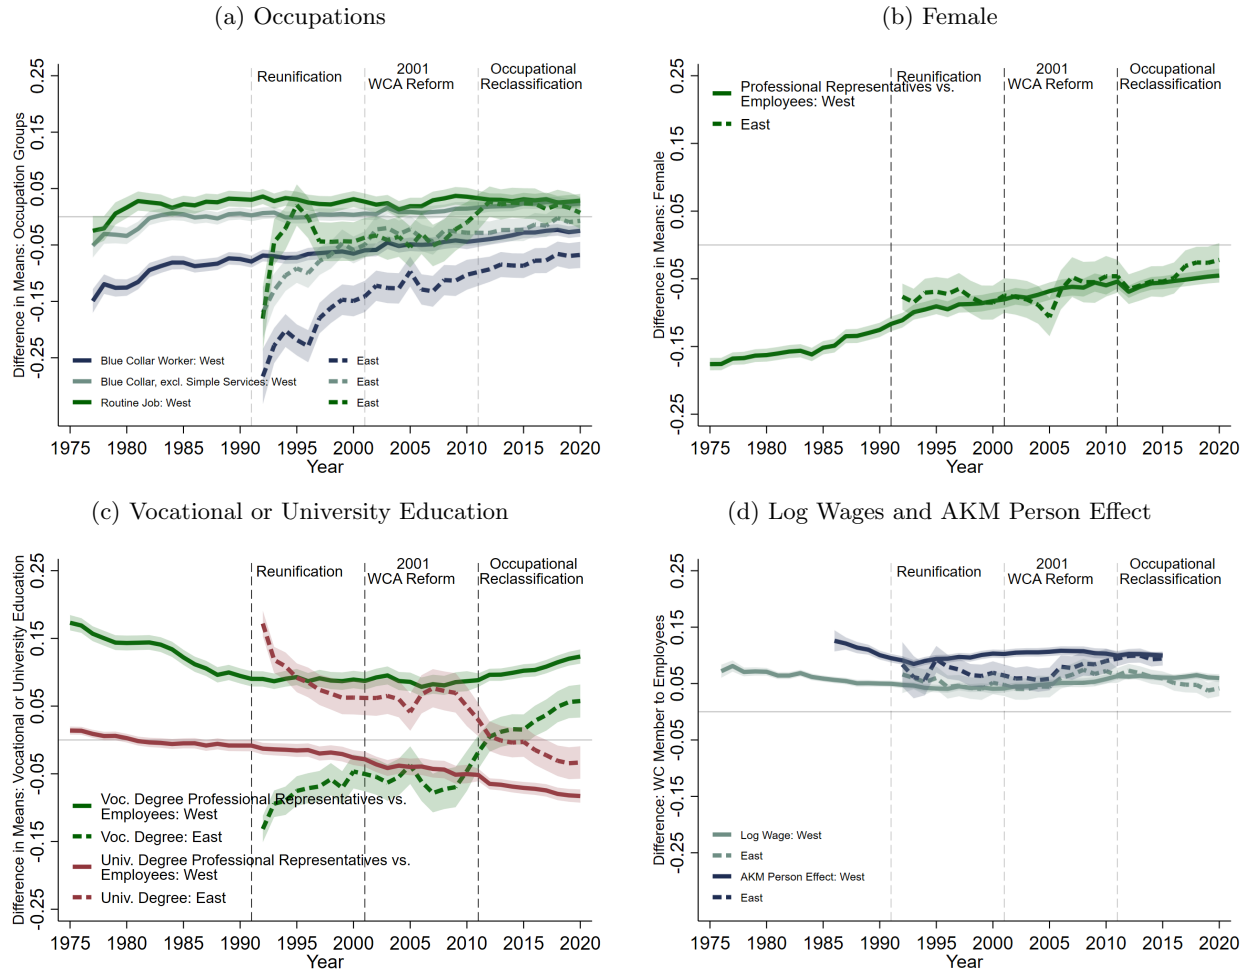 (a) Occupations
Difference in Means: Occupation Groups
0.25
0.15
0.05
-0.05
-0.15
-0.25
Reunification
2001
WCA Reform
Occupational
Reclassification
Blue Collar Worker: West
East
Blue Collar, excl. Simple Services: West
East
Routine Job: West
East
1975 1980 1985 1990 1995 2000 2005 2010 2015 2020
Year
(b) Female
Difference in Means: Female
0.25
0.15
0.05
-0.05
-0.15
-0.25
Reunification
2001
WCA Reform
Occupational
Reclassification
Professional Representatives vs.
Employees: West
East
1975 1980 1985 1990 1995 2000 2005 2010 2015 2020
Year
(c) Vocational or University Education
Difference in Means: Vocational or University Education
0.25
0.15
0.05
-0.05
-0.15
-0.25
Reunification
2001
WCA Reform
Occupational
Reclassification
Voc. Degree Professional Representatives vs.
Employees: West
Voc. Degree: East
Univ. Degree Professional Representatives vs.
Employees: West
Univ. Degree: East
1975 1980 1985 1990 1995 2000 2005 2010 2015 2020
Year
(d) Log Wages and AKM Person Effect
Difference: WC Member to Employees
0.25
0.15
0.05
-0.05
-0.15
-0.25
Reunification
2001
WCA Reform
Occupational
Reclassification
Log Wage: West
East
AKM Person Effect: West
East
1975 1980 1985 1990 1995 2000 2005 2010 2015 2020
Year